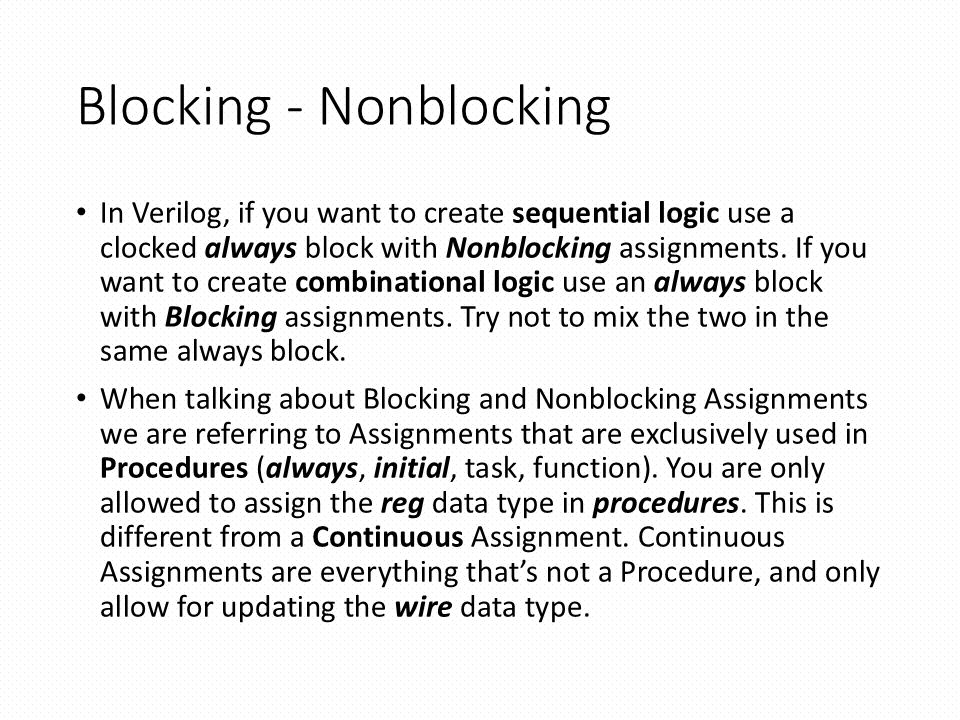 Blocking - Nonblocking
• In Verilog, if you want to create sequential logic use a
clocked always block with Nonblocking assignments. If you
want to create combinational logic use an always block
with Blocking assignments. Try not to mix the two in the
same always block.
• When talking about Blocking and Nonblocking Assignments
we are referring to Assignments that are exclusively used in
Procedures (always, initial, task, function). You are only
allowed to assign the reg data type in procedures. This is
different from a Continuous Assignment. Continuous
Assignments are everything that’s not a Procedure, and only
allow for updating the wire data type.